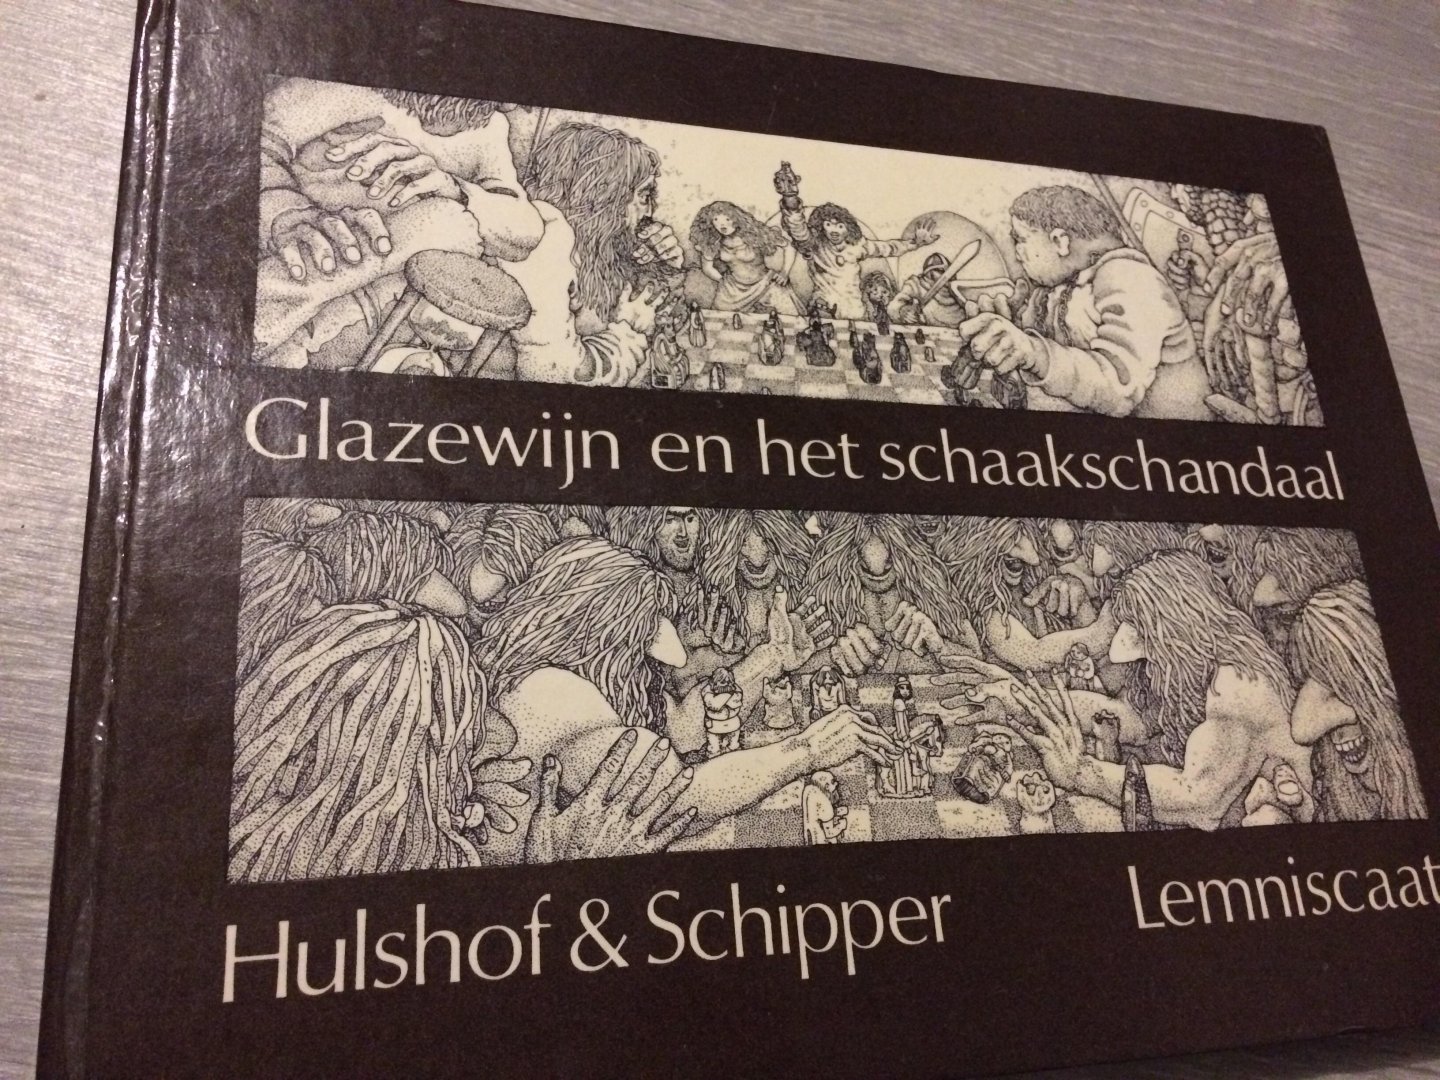 Glazewijn en het schaakschandaal
Hulshof & Schipper
Lemniscaat